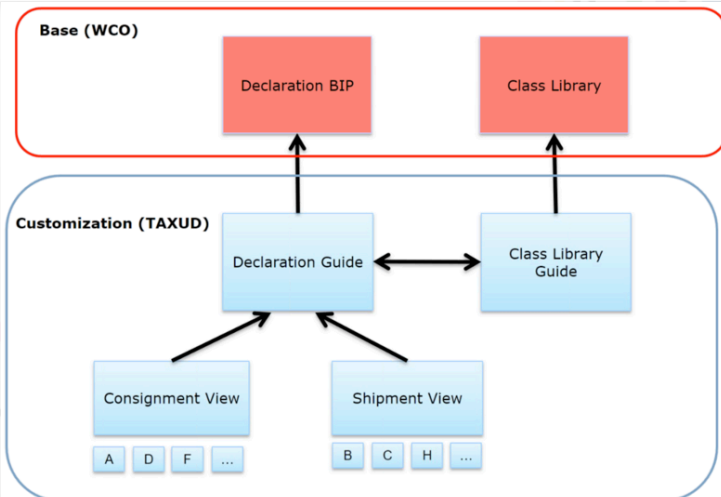 Base (WCO)
Declaration BIP
Class Library
Customization (TAXUD)
Declaration Guide
Class Library
Guide
Consignment View
Shipment View
A
D
F
...
B
C
H
...